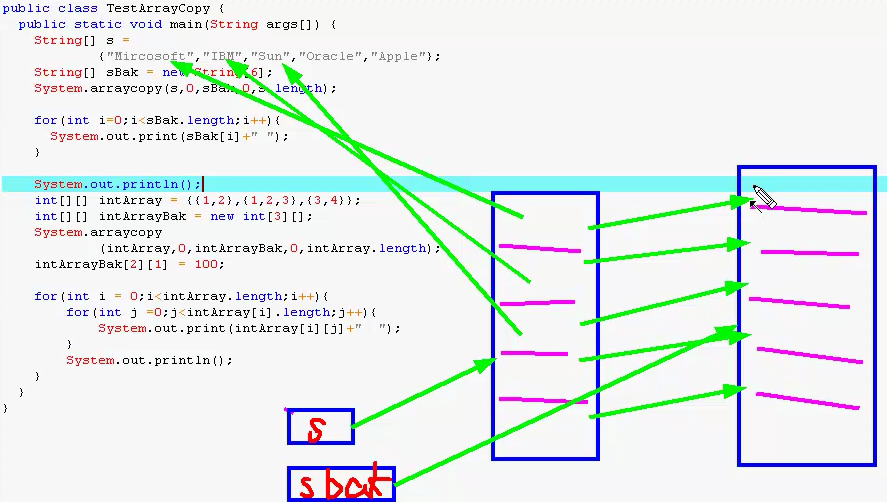 public class TestArrayCopy {
public static void main(String args[]) {
String[] s =
{"Mircosoft","IBM","Sun","Oracle","Apple"};
String[] sBak = new String[6];
System.arraycopy(s,0,sBak,0,s.length);
for(int i=0;i<sBak.length;i++){
System.out.print(sBak[i]+" ");
}
System.out.println();
int[][] intArray = {{1,2},{1,2,3},{3,4}};
int[][] intArrayBak = new int[3][];
System.arraycopy
(intArray,0,intArrayBak,0,intArray.length);
intArrayBak[2][1] = 100;
for(int i = 0;i<intArray.length;i++){
for(int j =0;j<intArray[i].length;j++){
System.out.print(intArray[i][j]+"  ");
}
System.out.println();
}
}
}
s
sbak